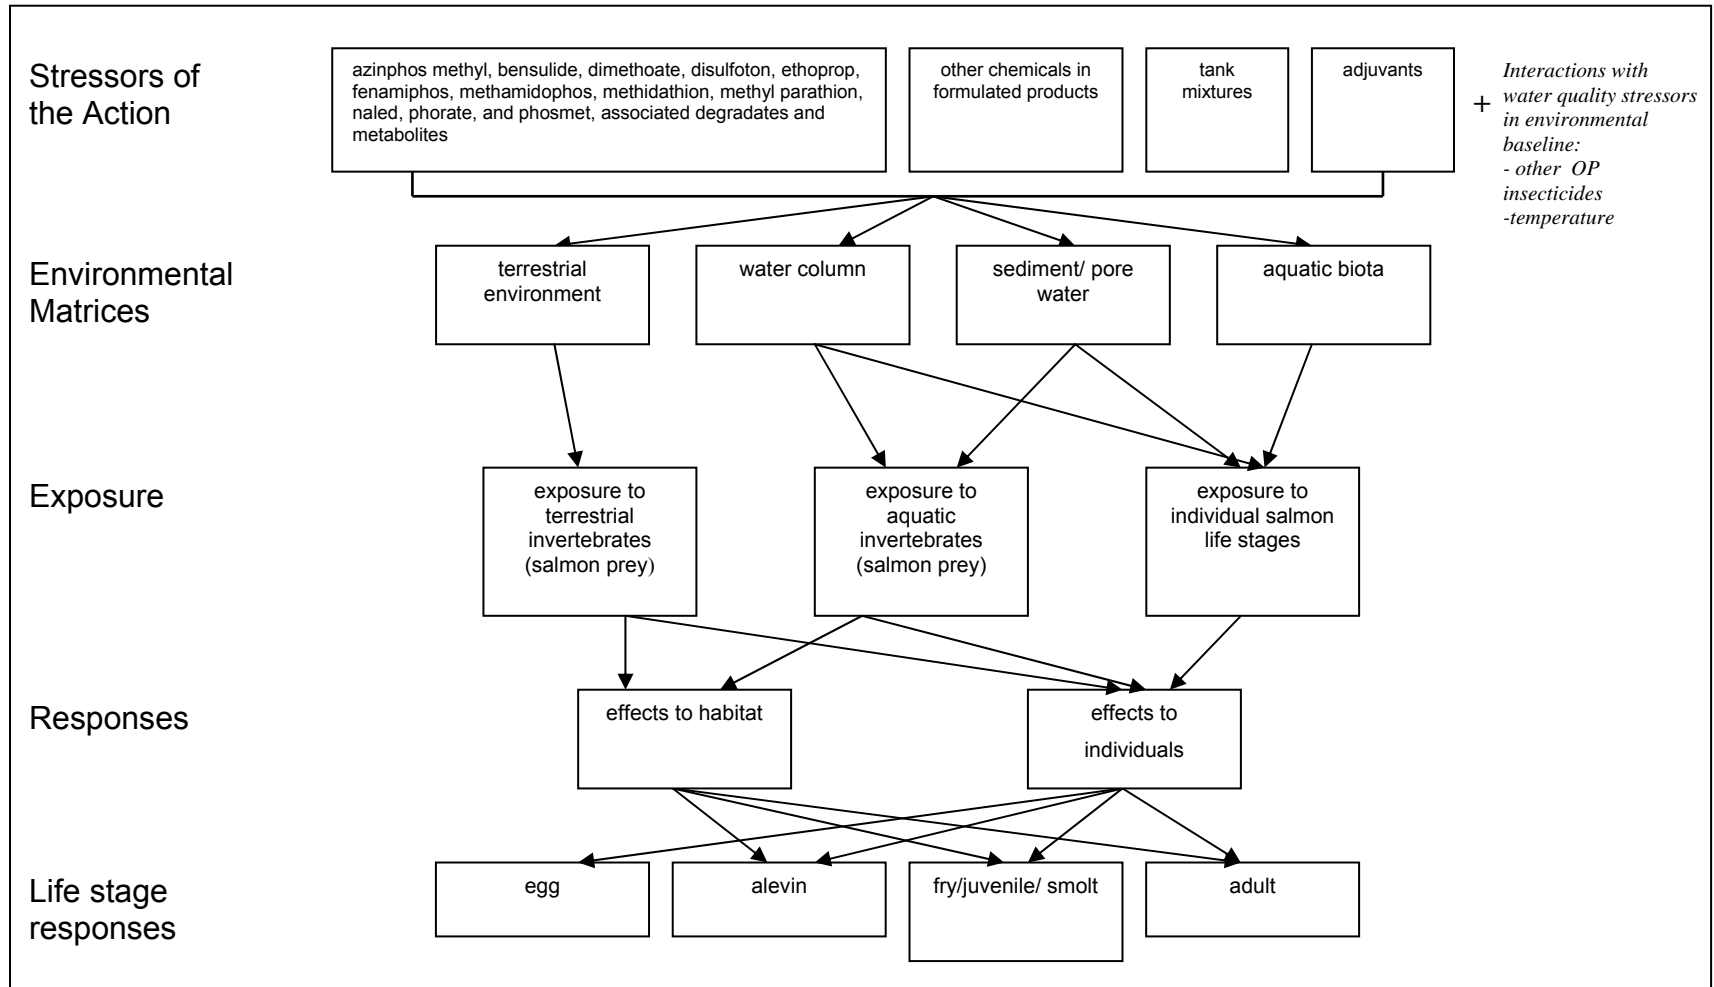 Stressors of
the Action
azinphos methyl, bensulide, dimethoate, disulfoton, ethoprop,
fenamiphos, methamidophos, methidathion, methyl parathion,
naled, phorate, and phosmet, associated degradates and
metabolites
other chemicals in
formulated products
tank
mixtures
adjuvants
+
Interactions with
water quality stressors
in environmental
baseline:
- other OP
insecticides
-temperature
Environmental
Matrices
terrestrial
environment
water column
sediment/ pore
water
aquatic biota
Exposure
exposure to
terrestrial
invertebrates
(salmon prey)
exposure to
aquatic
invertebrates
(salmon prey)
exposure to
individual salmon
life stages
Responses
effects to habitat
effects to
individuals
Life stage
responses
egg
alevin
fry/juvenile/ smolt
adult